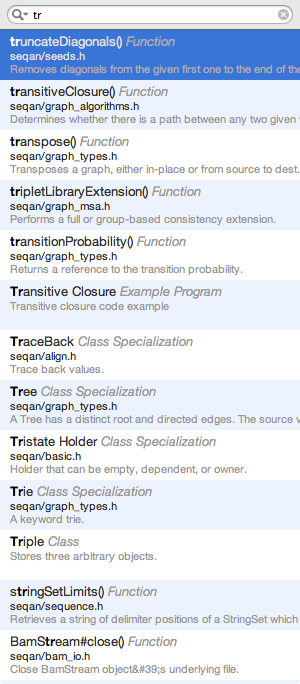 tr
truncateDiagonals() Function
seqan/seeds.h
Removes diagonals from the given first one to the end of the
transitiveClosure() Function
seqan/graph_algorithms.h
Determines whether there is a path between any two given
transpose() Function
seqan/graph_types.h
Transposes a graph, either in-place or from source to dest.
tripletLibraryExtension() Function
seqan/graph_msa.h
Performs a full or group-based consistency extension.
transitionProbability() Function
seqan/graph_types.h
Returns a reference to the transition probability.
Transitive Closure Example Program
Transitive closure code example
TraceBack Class Specialization
seqan/align.h
Trace back values.
Tree Class Specialization
seqan/graph_types.h
A Tree has a distinct root and directed edges. The source v
Tristate Holder Class Specialization
seqan/basic.h
Holder that can be empty, dependent, or owner.
Trie Class Specialization
seqan/graph_types.h
A keyword trie.
Triple Class
Stores three arbitrary objects.
stringSetLimits() Function
seqan/sequence.h
Retrieves a string of delimiter positions of a StringSet which
BamStream#close() Function
seqan/bam_io.h
Close BamStream object&#39;s underlying file.